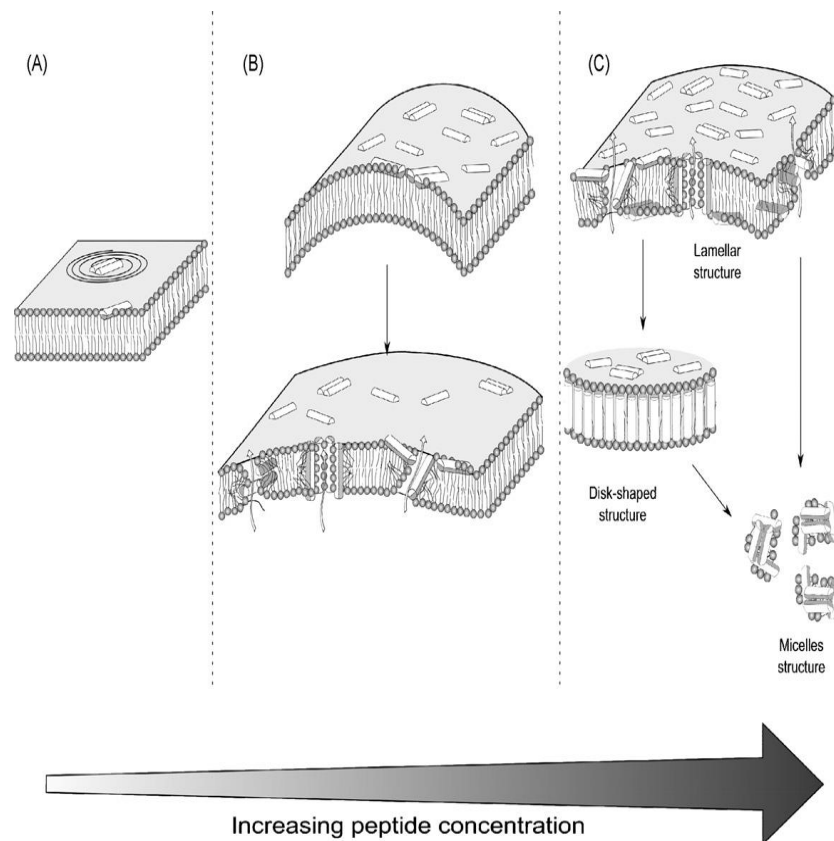 (A)
(B)
(C)
Lamellar
structure
Disk-shaped
structure
Micelles
structure
Increasing peptide concentration